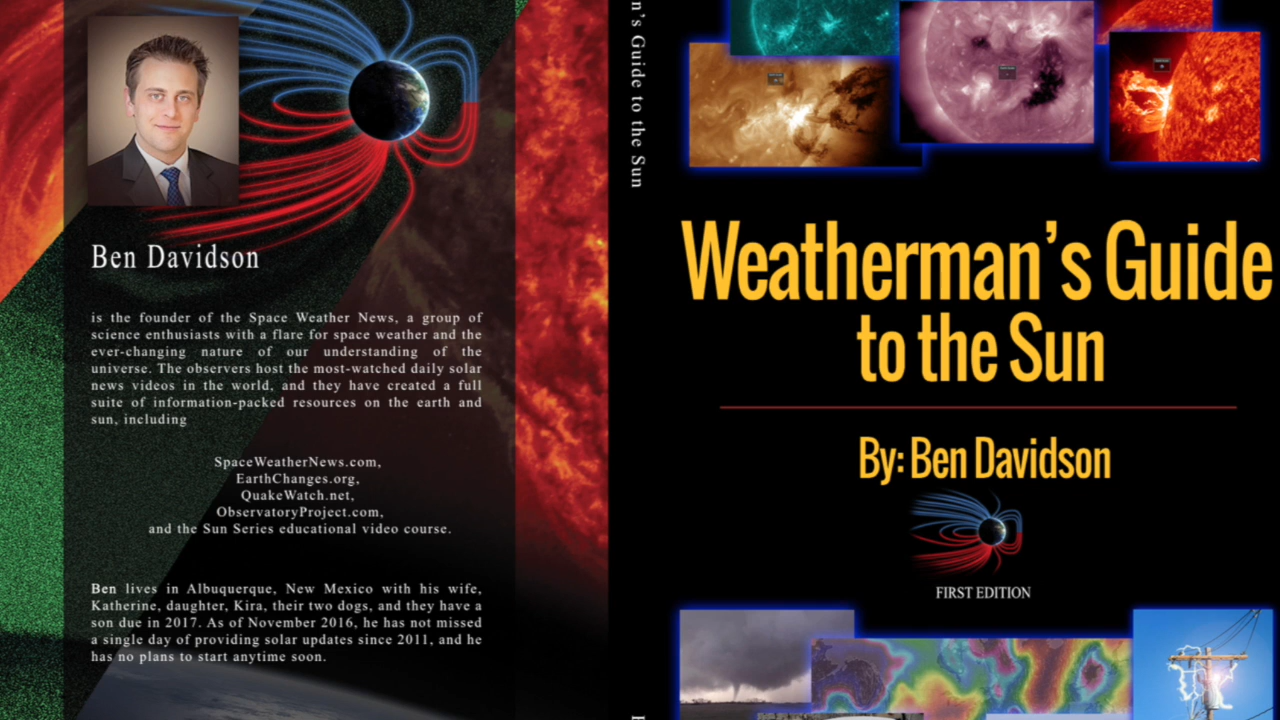 Ben Davidson
is the founder of the Space Weather News, a group of
science enthusiasts with a flare for space weather and the
ever-changing nature of our understanding of the
universe. The observers host the most-watched daily solar
news videos in the world, and they have created a full
suite of information-packed resources on the earth and
sun, including
SpaceWeatherNews.com,
EarthChanges.org,
QuakeWatch.net,
ObservatoryProject.com,
and the Sun Series educational video course.
Ben lives in Albuquerque, New Mexico with his wife,
Katherine, daughter, Kira, their two dogs, and they have a
son due in 2017. As of November 2016, he has not missed
a single day of providing solar updates since 2011, and he
has no plans to start anytime soon.
n's Guide to the Sun
Weatherman's Guide
to the Sun
By: Ben Davidson
FIRST EDITION